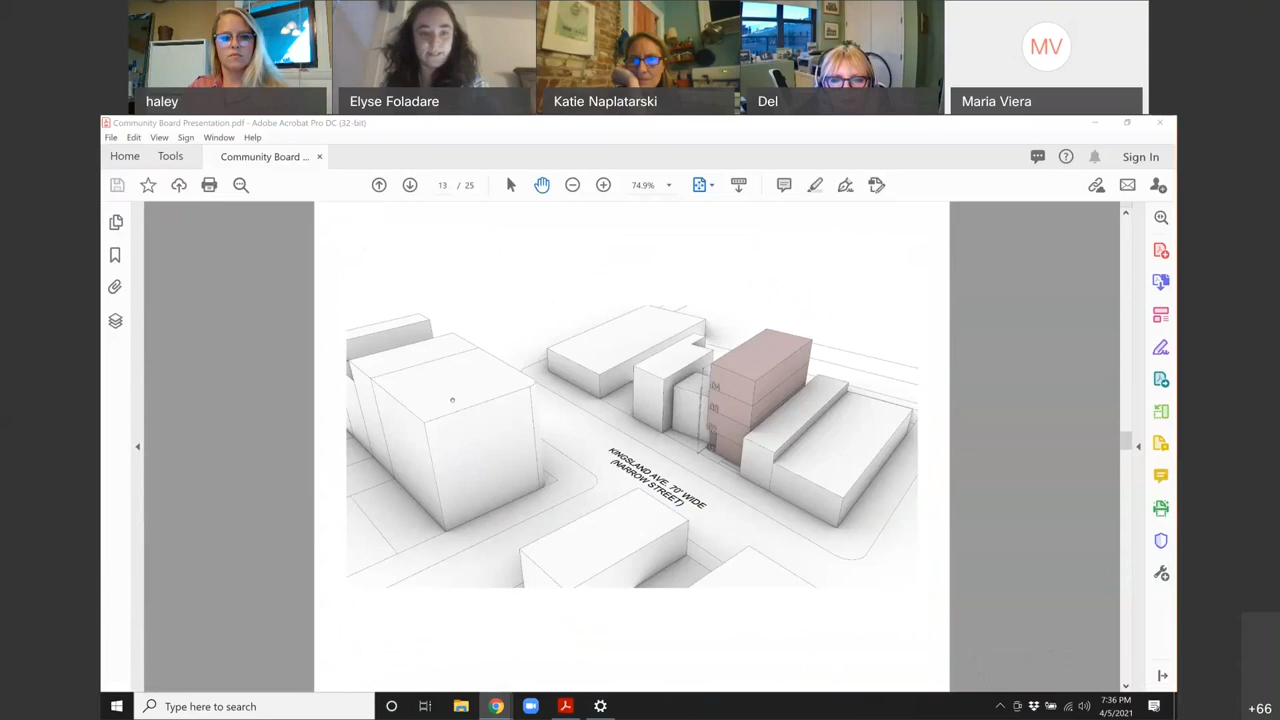 haley
Elyse Foladare
Katie Naplatarski
Del
MV
Maria Viera
Community Board Presentation.pdf - Adobe Acrobat Pro DC (32-bit)
File Edit View Sign Window Help
Home Tools Community Board ... × Sign In
13 / 25 74.9%
KINGSLAND AVE. 70' WIDE
(NARROW STREET)
Type here to search
7:36 PM
4/5/2021
+66